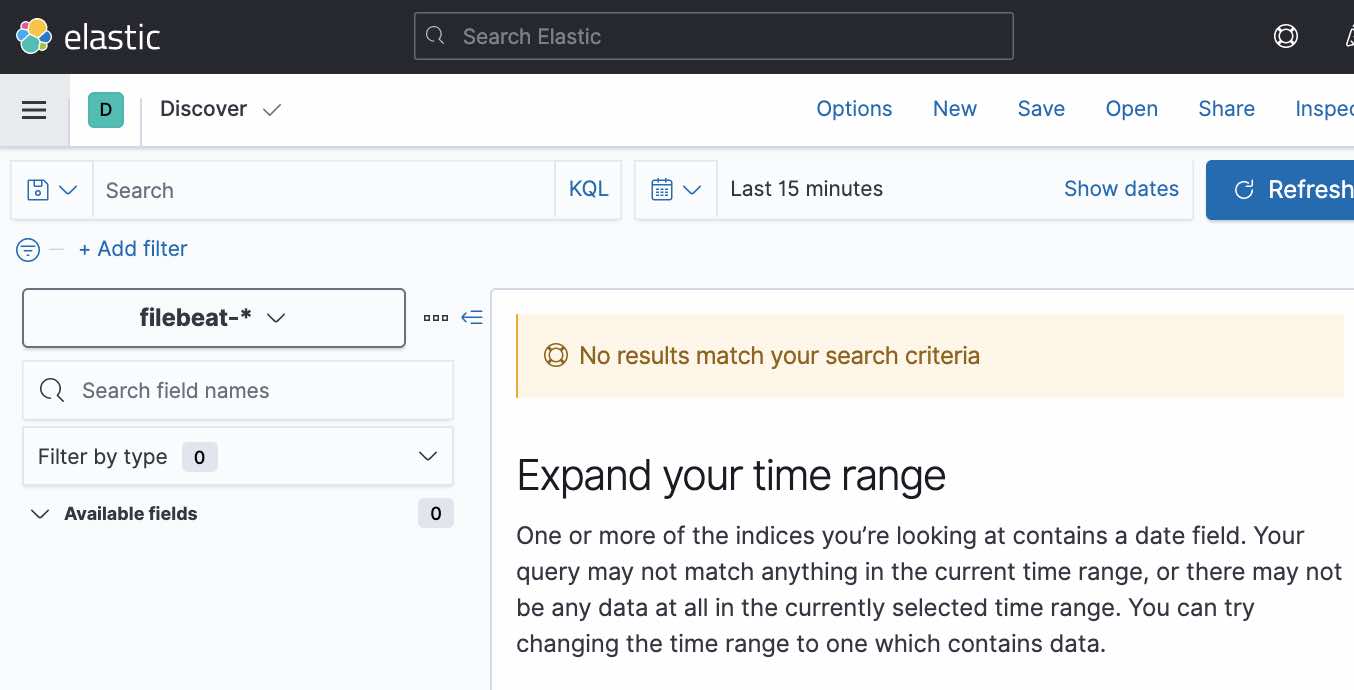 elastic
Search Elastic
D
Discover
Options
New
Save
Open
Share
Inspec
Search
KQL
Last 15 minutes
Show dates
Refresh
+ Add filter
filebeat-*
Search field names
Filter by type 0
Available fields 0
No results match your search criteria
Expand your time range
One or more of the indices you’re looking at contains a date field. Your
query may not match anything in the current time range, or there may not
be any data at all in the currently selected time range. You can try
changing the time range to one which contains data.